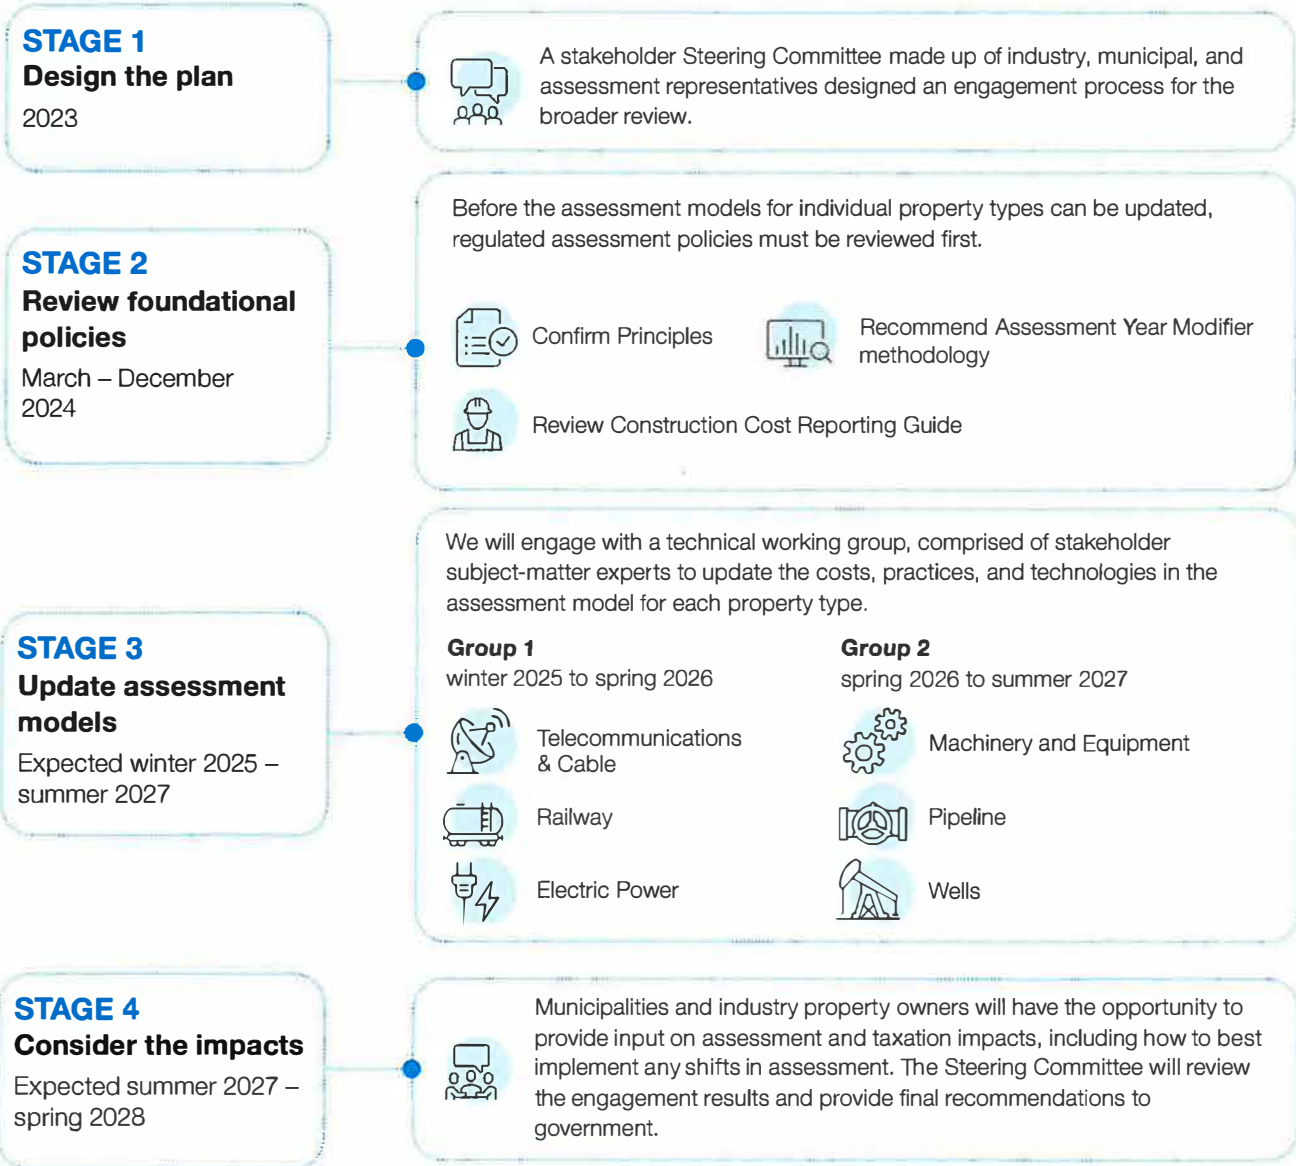 STAGE 1
Design the plan
2023
A stakeholder Steering Committee made up of industry, municipal, and
assessment representatives designed an engagement process for the
broader review.
STAGE 2
Review foundational
policies
March – December
2024
Before the assessment models for individual property types can be updated,
regulated assessment policies must be reviewed first.
Confirm Principles
Recommend Assessment Year Modifier
methodology
Review Construction Cost Reporting Guide
STAGE 3
Update assessment
models
Expected winter 2025 –
summer 2027
We will engage with a technical working group, comprised of stakeholder
subject-matter experts to update the costs, practices, and technologies in the
assessment model for each property type.
Group 1
winter 2025 to spring 2026
Telecommunications
& Cable
Railway
Electric Power
Group 2
spring 2026 to summer 2027
Machinery and Equipment
Pipeline
Wells
STAGE 4
Consider the impacts
Expected summer 2027 –
spring 2028
Municipalities and industry property owners will have the opportunity to
provide input on assessment and taxation impacts, including how to best
implement any shifts in assessment. The Steering Committee will review
the engagement results and provide final recommendations to
government.